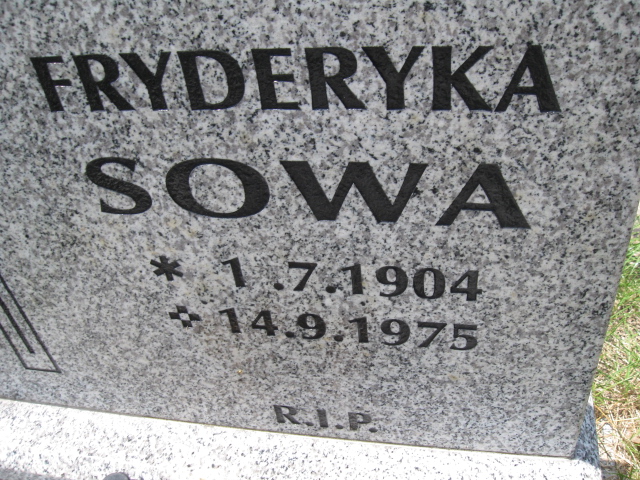 FRYDERYKA
SOWA
* 1.7.1904
✚ 14.9.1975
R.I.P.